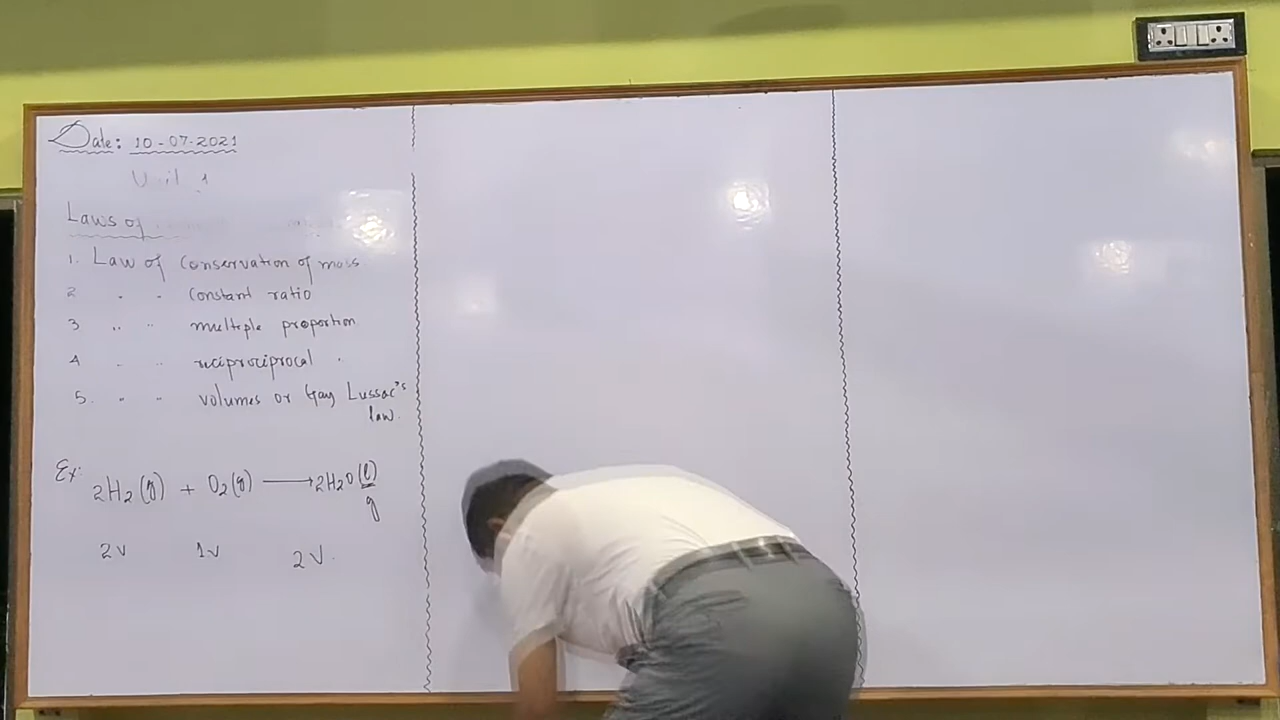 Date: 10-07-2021
Unit 1
Laws of
1. Law of Conservation of mass
2 " " Constant ratio
3 " " multiple proportion
4 " " reciprociprocal "
5. " " volumes or Gay Lussac's
law.
Ex:
2H₂(g) + O₂(g) ⟶ 2H₂O(l)
g
2V 1V 2V.